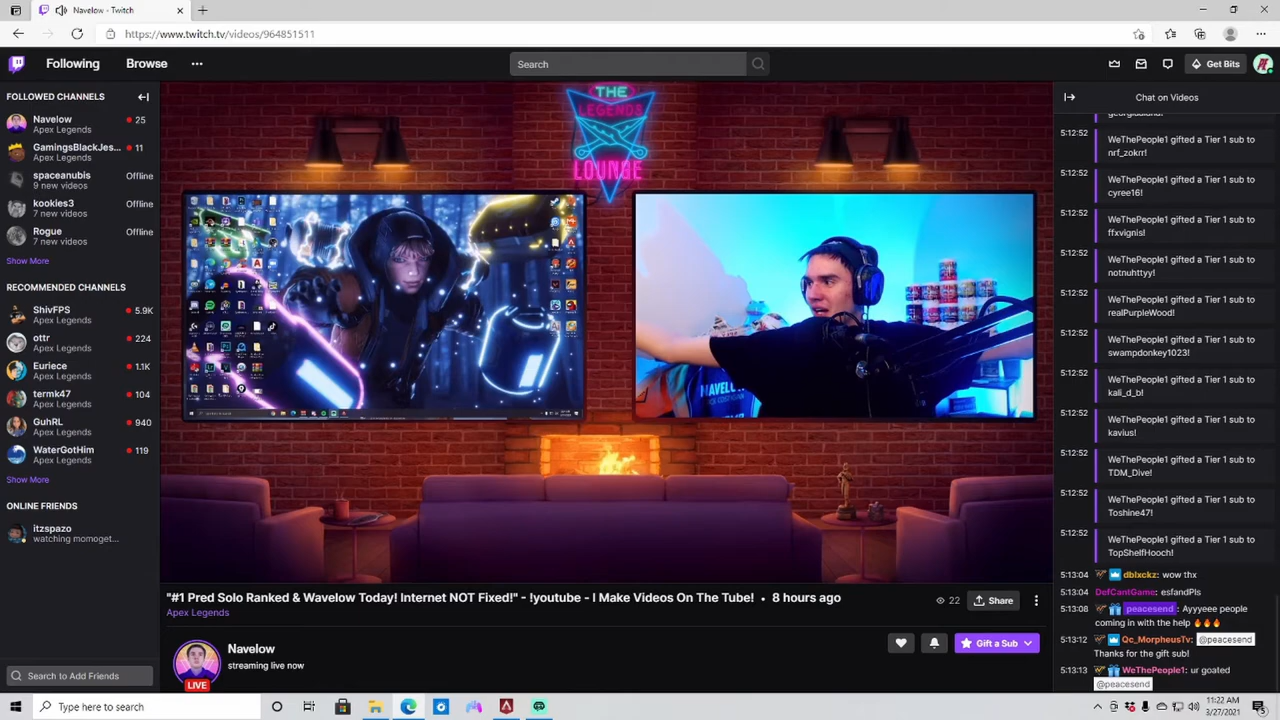 Navelow - Twitch
https://www.twitch.tv/videos/964851511
Following
Browse
Search
Get Bits
FOLLOWED CHANNELS
Navelow
25
Apex Legends
GamingsBlackJes...
11
Apex Legends
spaceanubis
Offline
9 new videos
kookies3
Offline
7 new videos
Rogue
Offline
7 new videos
Show More
RECOMMENDED CHANNELS
ShivFPS
5.9K
Apex Legends
ottr
224
Apex Legends
Euriece
1.1K
Apex Legends
termk47
104
Apex Legends
GuhRL
940
Apex Legends
WaterGotHim
119
Apex Legends
Show More
ONLINE FRIENDS
itzspazo
watching momoget...
Search to Add Friends
THE
LEGENDS
LOUNGE
"#1 Pred Solo Ranked & Wavelow Today! Internet NOT Fixed!" - !youtube - I Make Videos On The Tube! • 8 hours ago
Apex Legends
22
Share
Navelow
streaming live now
LIVE
Gift a Sub
Chat on Videos
5:12:52 WeThePeople1 gifted a Tier 1 sub to
nrf_zokrr!
5:12:52 WeThePeople1 gifted a Tier 1 sub to
cyree16!
5:12:52 WeThePeople1 gifted a Tier 1 sub to
ffxvignis!
5:12:52 WeThePeople1 gifted a Tier 1 sub to
notnuhttyy!
5:12:52 WeThePeople1 gifted a Tier 1 sub to
realPurpleWood!
5:12:52 WeThePeople1 gifted a Tier 1 sub to
swampdonkey1023!
5:12:52 WeThePeople1 gifted a Tier 1 sub to
kali_d_b!
5:12:52 WeThePeople1 gifted a Tier 1 sub to
kavius!
5:12:52 WeThePeople1 gifted a Tier 1 sub to
TDM_Dive!
5:12:52 WeThePeople1 gifted a Tier 1 sub to
Toshine47!
5:12:52 WeThePeople1 gifted a Tier 1 sub to
TopShelfHooch!
5:13:04 dblxckz: wow thx
5:13:04 DefCantGame: esfandPls
5:13:08 peacesend: Ayyyeee people
coming in with the help 🔥🔥🔥
5:13:12 Qc_MorpheusTv: @peacesend
Thanks for the gift sub!
5:13:13 WeThePeople1: ur goated
@peacesend
Type here to search
11:22 AM
3/27/2021